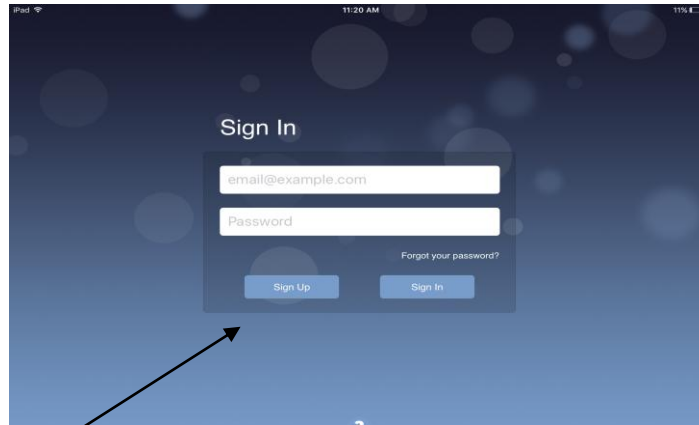 iPad 11:20 AM 11%
Sign In
email@example.com
Password
Forgot your password?
Sign Up Sign In